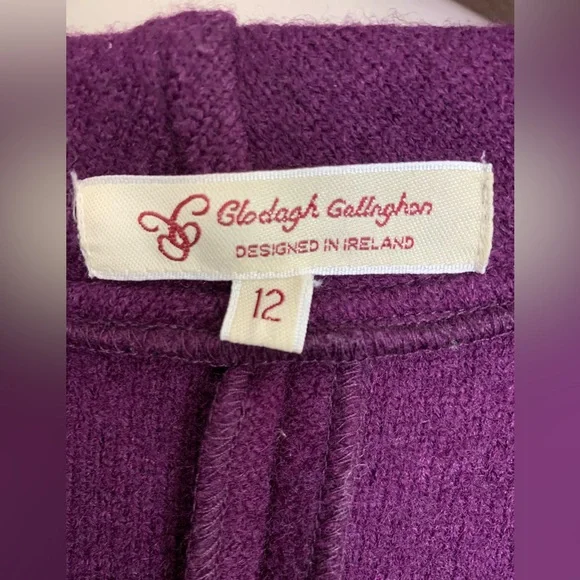 Clodagh Gallaghan
DESIGNED IN IRELAND
12